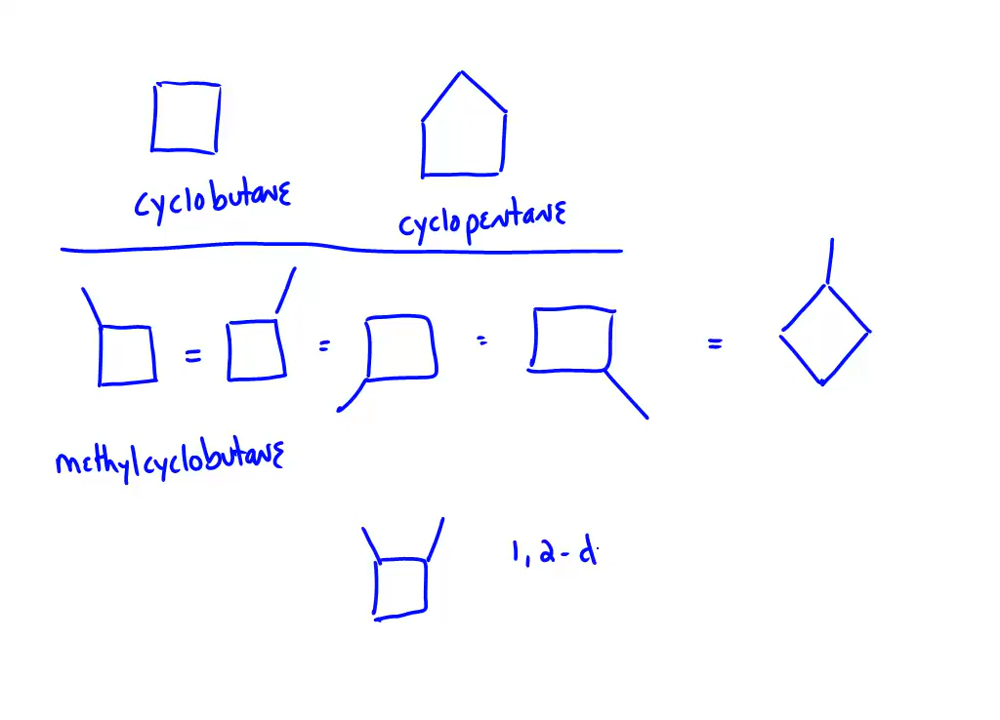 cyclobutane
cyclopentane
= = = =
methylcyclobutane
1,2-d